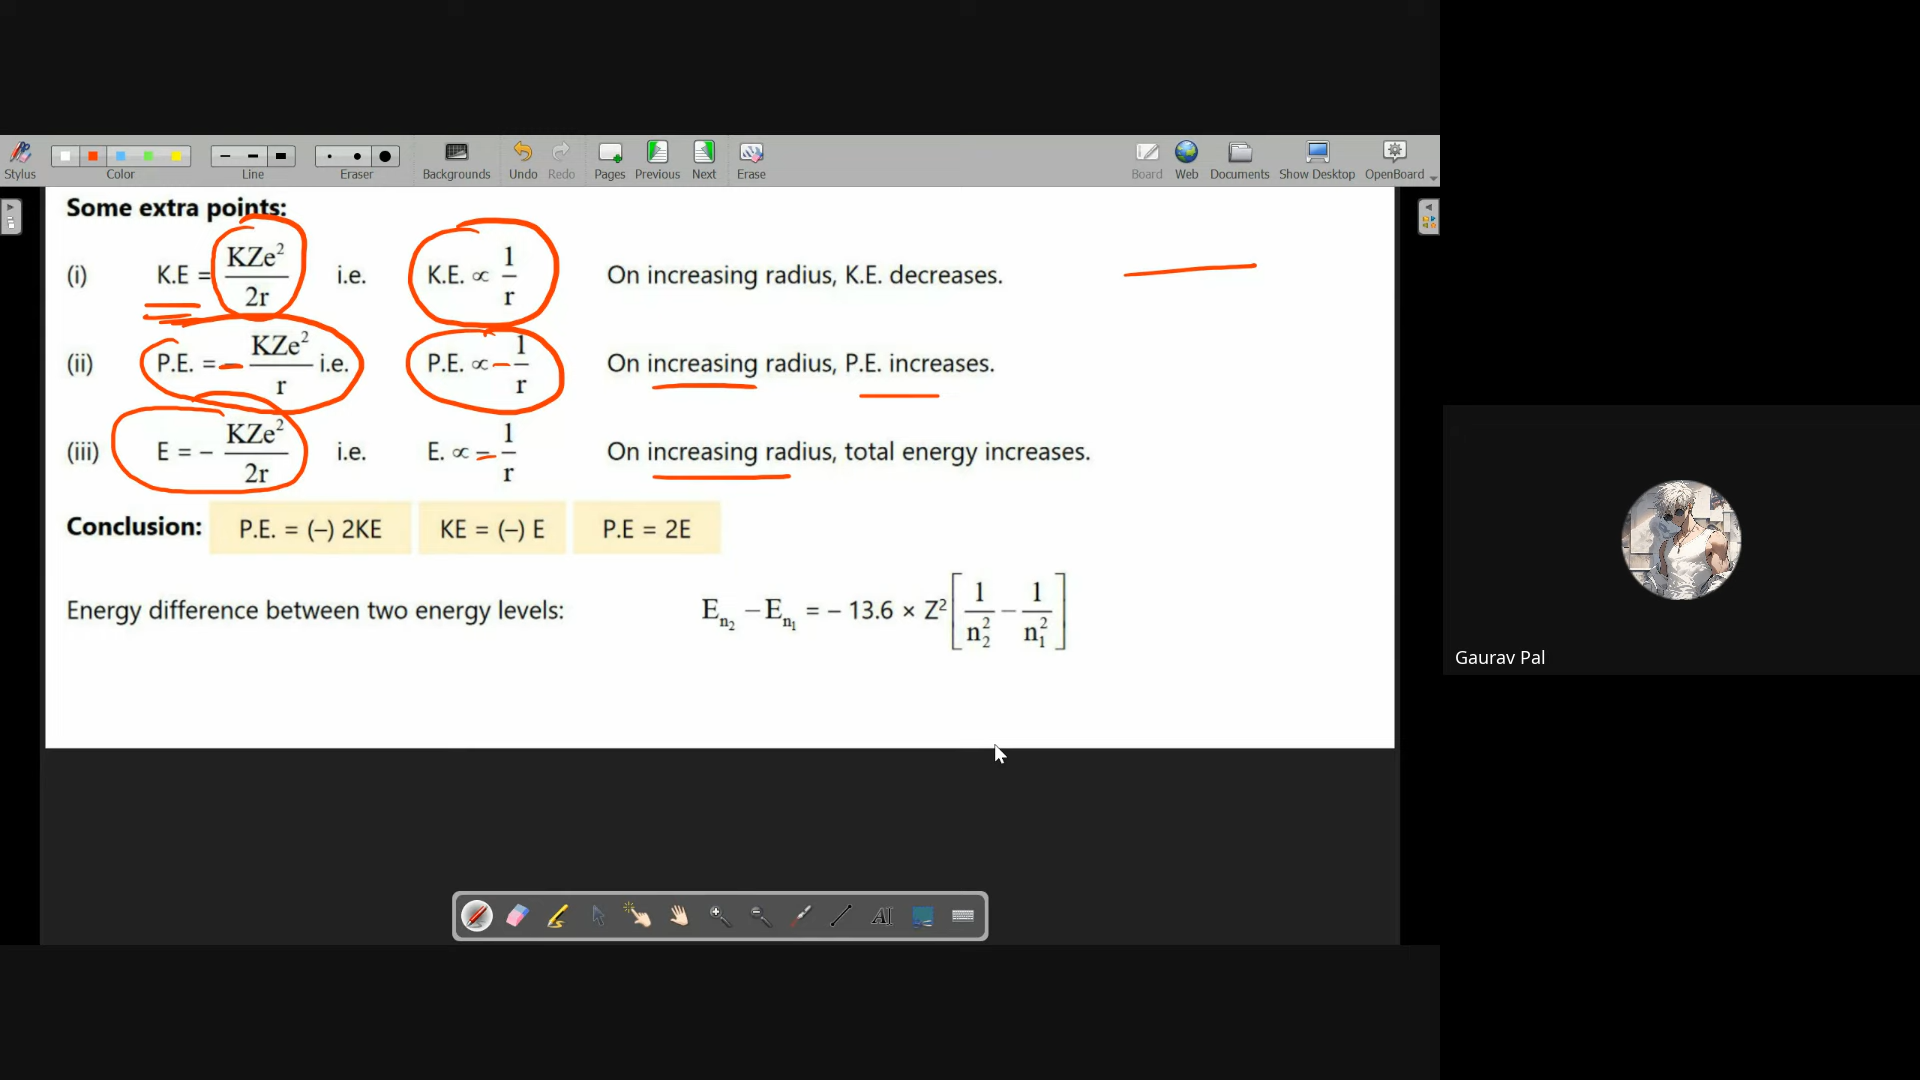 Stylus Color Line Eraser Backgrounds Undo Redo Pages Previous Next Erase Board Web Documents Show Desktop OpenBoard
Some extra points:
(i) K.E = KZe²/2r i.e. K.E. ∝ 1/r On increasing radius, K.E. decreases.
(ii) P.E. = – KZe²/r i.e. P.E. ∝ – 1/r On increasing radius, P.E. increases.
(iii) E = – KZe²/2r i.e. E. ∝ – 1/r On increasing radius, total energy increases.
Conclusion: P.E. = (–) 2KE KE = (–) E P.E = 2E
Energy difference between two energy levels: Eₙ₂ – Eₙ₁ = – 13.6 × Z² [1/n₂² – 1/n₁²]
Gaurav Pal
AI